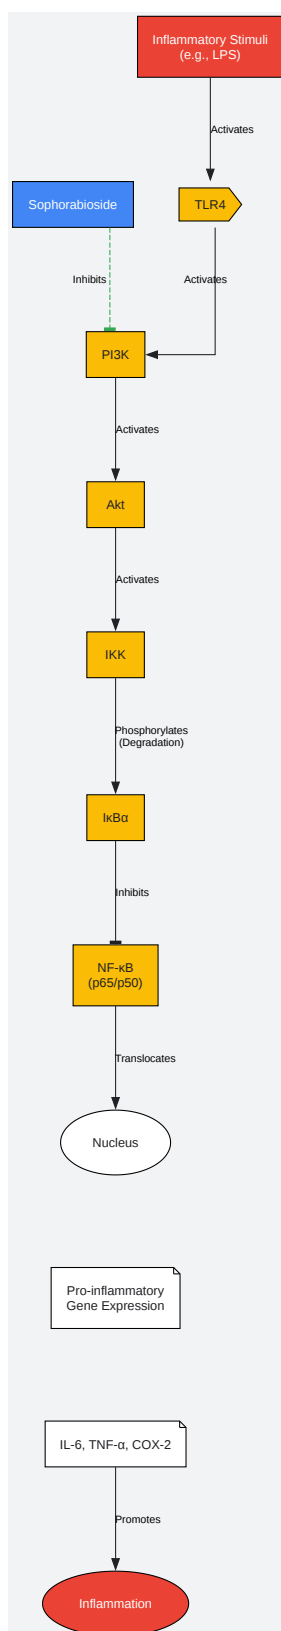 Inflammatory Stimuli
(e.g., LPS)
Activates
Sophorabioside
TLR4
Inhibits
Activates
PI3K
Activates
Akt
Activates
IKK
Phosphorylates
(Degradation)
IκBα
Inhibits
NF-κB
(p65/p50)
Translocates
Nucleus
Pro-inflammatory
Gene Expression
IL-6, TNF-α, COX-2
Promotes
Inflammation